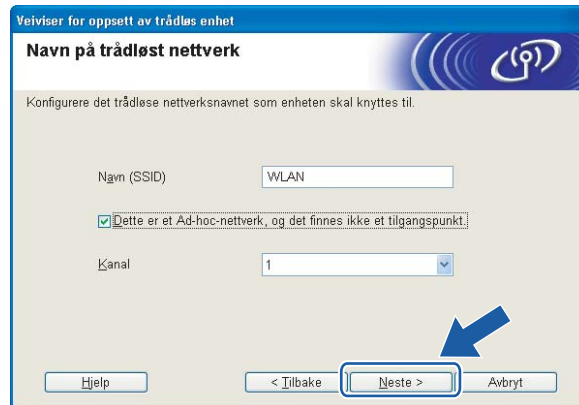 Veiviser for oppsett av trådløs enhet
Navn på trådløst nettverk
Konfigurere det trådløse nettverksnavnet som enheten skal knyttes til.
Navn (SSID) WLAN
Dette er et Ad-hoc-nettverk, og det finnes ikke et tilgangspunkt.
Kanal 1
Hjelp < Tilbake Neste > Avbryt